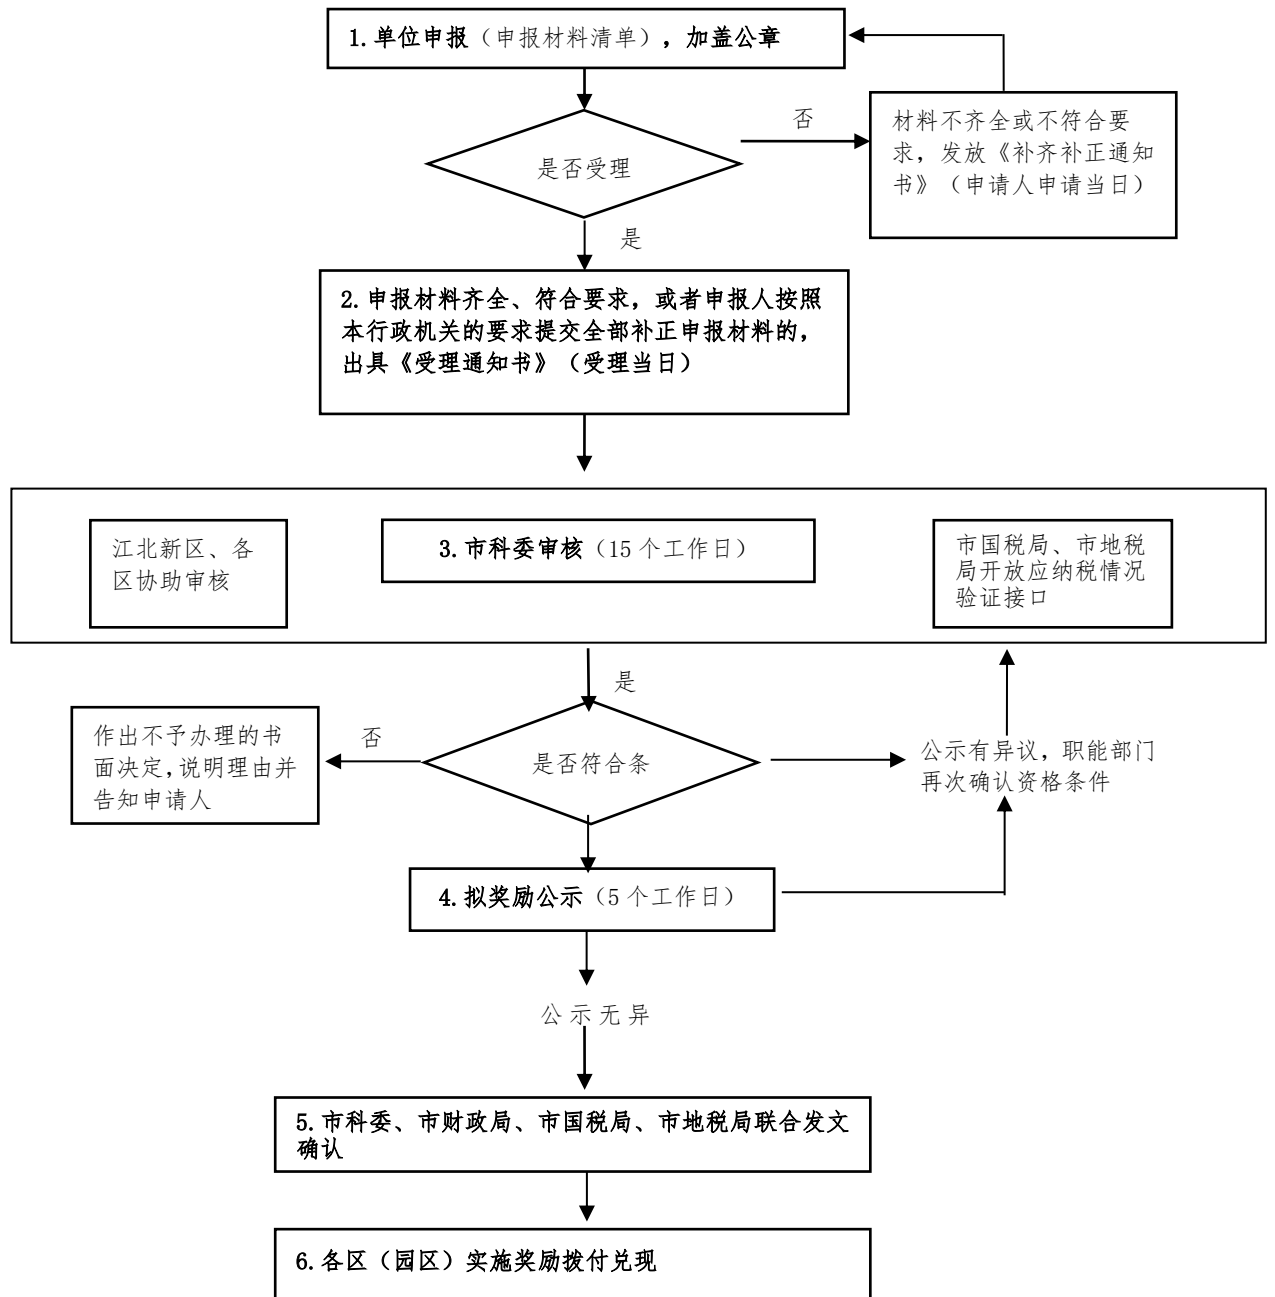 1. 单位申报（申报材料清单），加盖公章
否
材料不齐全或不符合要
求，发放《补齐补正通知
书》（申请人申请当日）
是否受理
是
2. 申报材料齐全、符合要求，或者申报人按照
本行政机关的要求提交全部补正申报材料的，
出具《受理通知书》（受理当日）
江北新区、各
区协助审核
3. 市科委审核（15 个工作日）
市国税局、市地税
局开放应纳税情况
验证接口
是
作出不予办理的书
面决定，说明理由并
告知申请人
否
是否符合条
公示有异议，职能部门
再次确认资格条件
4. 拟奖励公示（5 个工作日）
公示无异
5. 市科委、市财政局、市国税局、市地税局联合发文
确认
6. 各区（园区）实施奖励拨付兑现